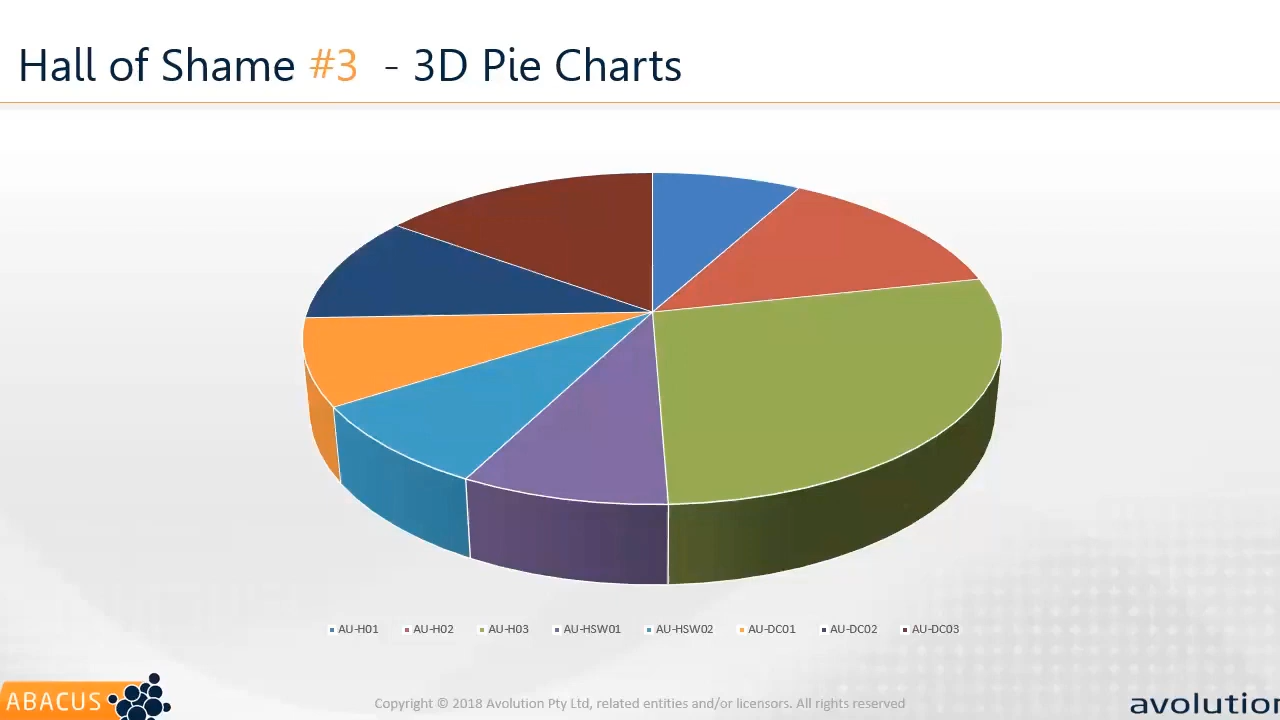 Hall of Shame #3 - 3D Pie Charts
AU-H01 AU-H02 AU-H03 AU-HSW01 AU-HSW02 AU-DC01 AU-DC02 AU-DC03
ABACUS
Copyright © 2018 Avolution Pty Ltd, related entities and/or licensors. All rights reserved
avolution